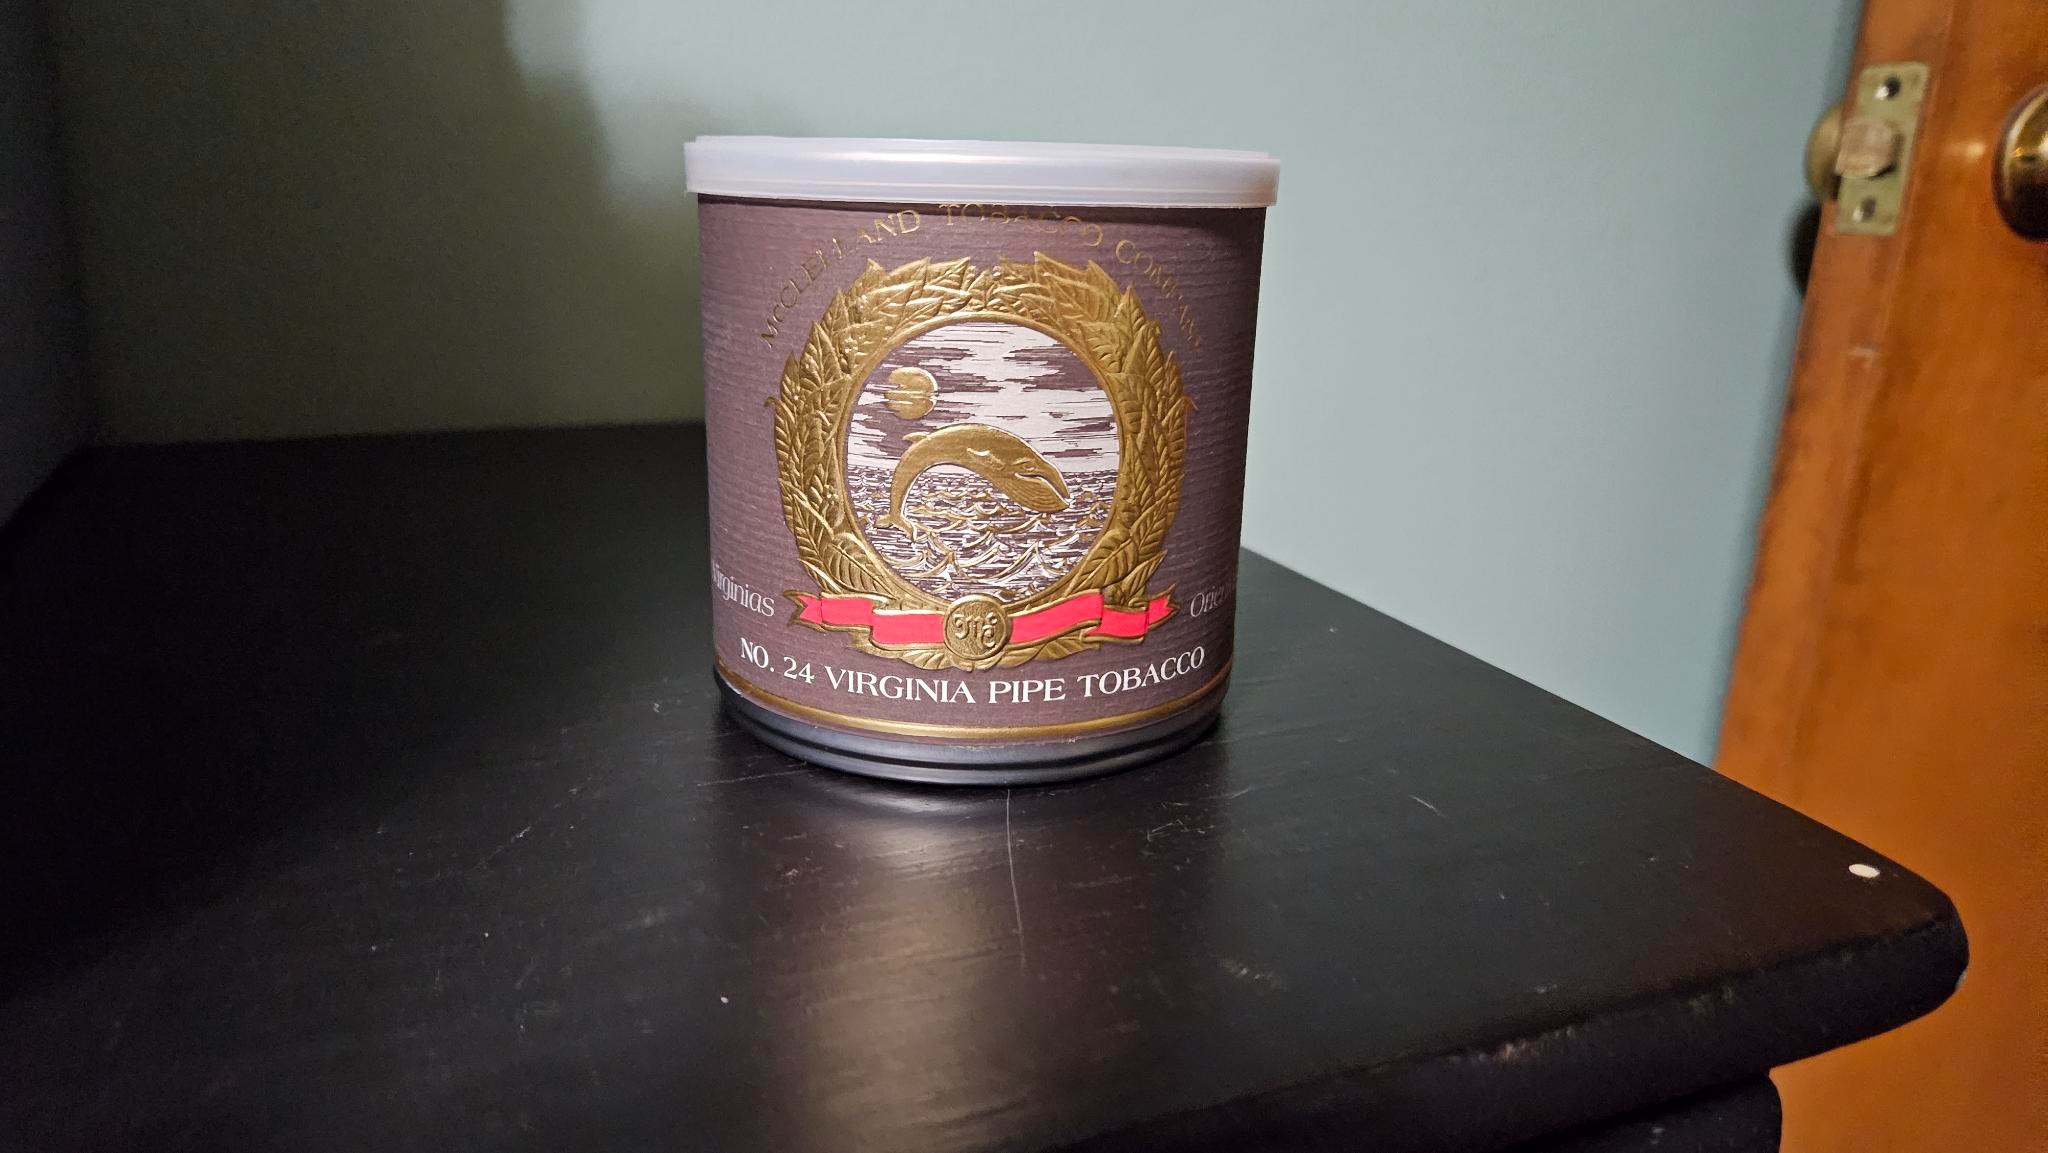 MCCLELLAND TOBACCO COMPANY
Virginias
NO. 24 VIRGINIA PIPE TOBACCO